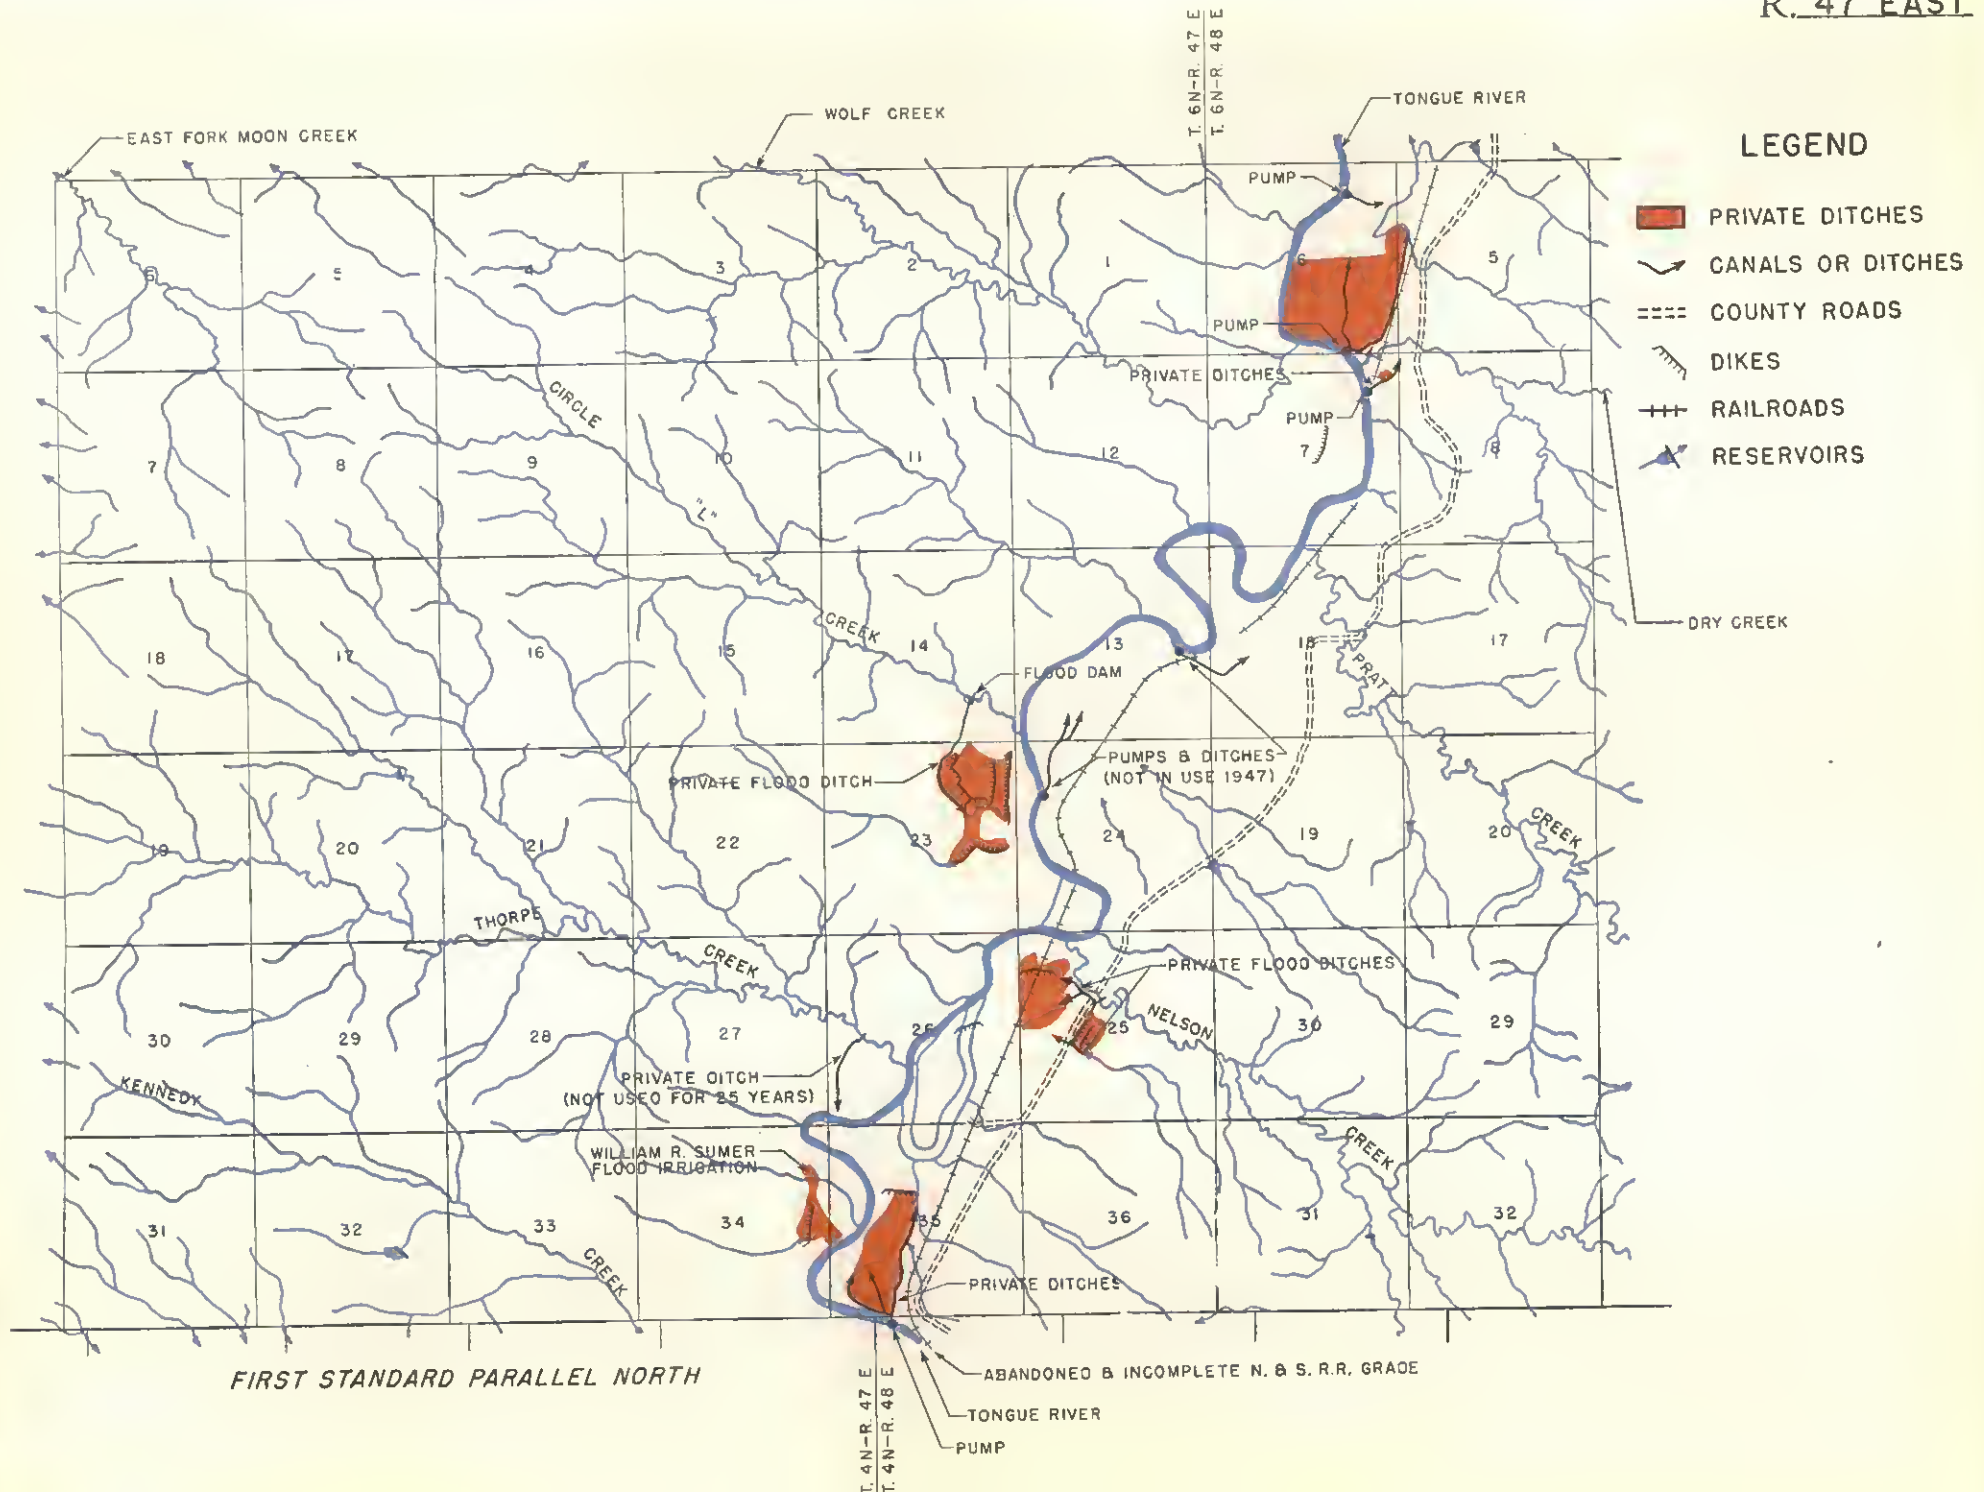 R. 47 EAST
T. 6N-R. 47 E
T. 6N-R. 48 E
TONGUE RIVER
WOLF CREEK
EAST FORK MOON CREEK
LEGEND
PRIVATE DITCHES
CANALS OR DITCHES
COUNTY ROADS
DIKES
RAILROADS
RESERVOIRS
PUMP
6
5
4
3
2
1
6
5
PUMP
PRIVATE DITCHES
PUMP
CIRCLE
7
8
9
10
11
12
7
8
"L"
DRY CREEK
CREEK
18
17
16
15
14
13
18
17
PRATT
FLOOD DAM
PUMPS & DITCHES
(NOT IN USE 1947)
PRIVATE FLOOD DITCH
19
20
21
22
23
24
19
20
CREEK
THORPE
CREEK
PRIVATE FLOOD DITCHES
NELSON
30
29
28
27
26
25
30
29
KENNEDY
PRIVATE DITCH
(NOT USED FOR 25 YEARS)
CREEK
WILLIAM R. SUMER
FLOOD IRRIGATION
31
32
33
34
35
36
31
32
CREEK
PRIVATE DITCHES
FIRST STANDARD PARALLEL NORTH
ABANDONED & INCOMPLETE N. & S. R.R. GRADE
TONGUE RIVER
PUMP
T. 4N-R. 47 E
T. 4N-R. 48 E